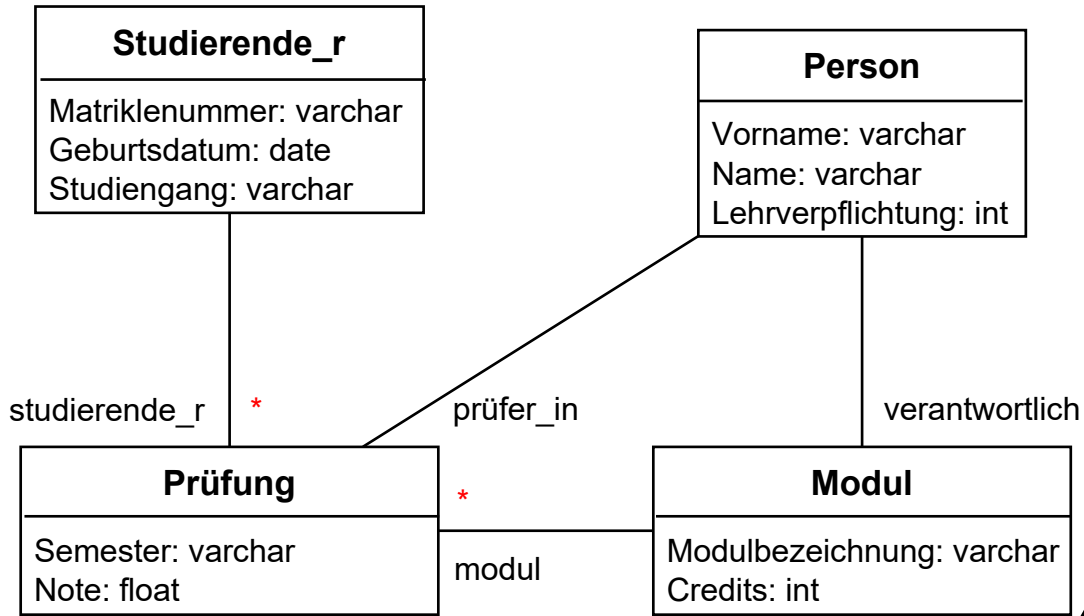 Studierende_r
Matriklenummer: varchar
Geburtsdatum: date
Studiengang: varchar
Person
Vorname: varchar
Name: varchar
Lehrverpflichtung: int
studierende_r
*
prüfer_in
verantwortlich
Prüfung
Semester: varchar
Note: float
*
modul
Modul
Modulbezeichnung: varchar
Credits: int